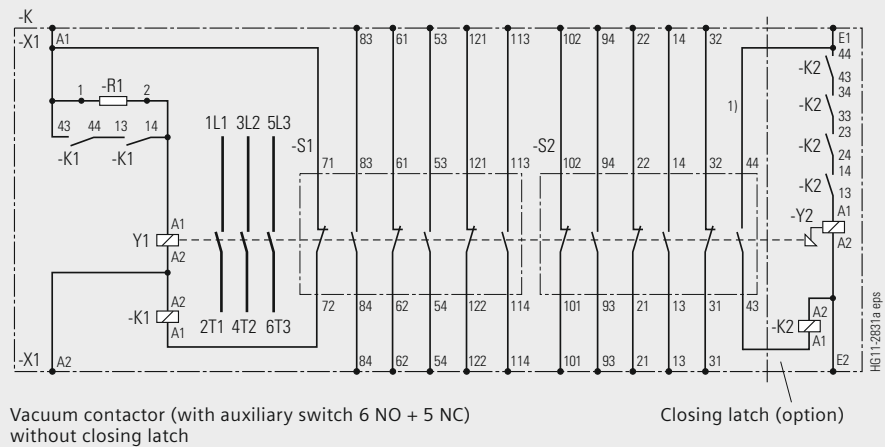 -K
-X1 A1 83 61 53 121 113 102 94 22 14 32 E1
44
-K2
43
1 -R1 2
34
-K2
33
1)
43 44 13 14
1L1 3L2 5L3
23
-K2
24
-K1 -K1
-S1 -S2
14
-K2
13
71 83 61 53 121 113 102 94 22 14 32 44
-Y2 A1
A2
Y1 A1
A2
-K1 A2
A1
2T1 4T2 6T3
72 84 62 54 122 114 101 93 21 13 31 43
-K2 A2
A1
-X1 A2 84 62 54 122 114 101 93 21 13 31 E2
HG11-2831a eps
Vacuum contactor (with auxiliary switch 6 NO + 5 NC)
without closing latch
Closing latch (option)